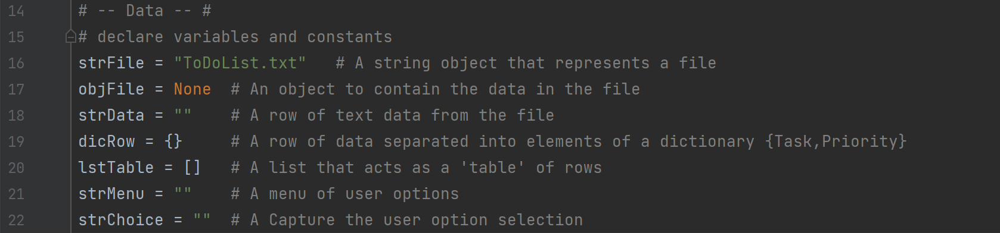 14 # -- Data -- #
15 # declare variables and constants
16 strFile = "ToDoList.txt"   # A string object that represents a file
17 objFile = None  # An object to contain the data in the file
18 strData = ""    # A row of text data from the file
19 dicRow = {}     # A row of data separated into elements of a dictionary {Task,Priority}
20 lstTable = []   # A list that acts as a 'table' of rows
21 strMenu = ""    # A menu of user options
22 strChoice = ""  # A Capture the user option selection